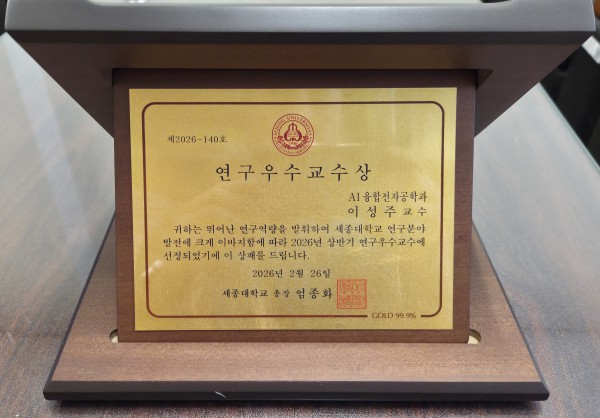 제2026-140호
연구우수교수상
AI융합전자공학과
이성주 교수
귀하는 뛰어난 연구역량을 발휘하여 세종대학교 연구분야
발전에 크게 이바지함에 따라 2026년 상반기 연구우수교수에
선정되었기에 이 상패를 드립니다.
2026년 2월 26일
세종대학교 총장 엄종화
GOLD 99.9%